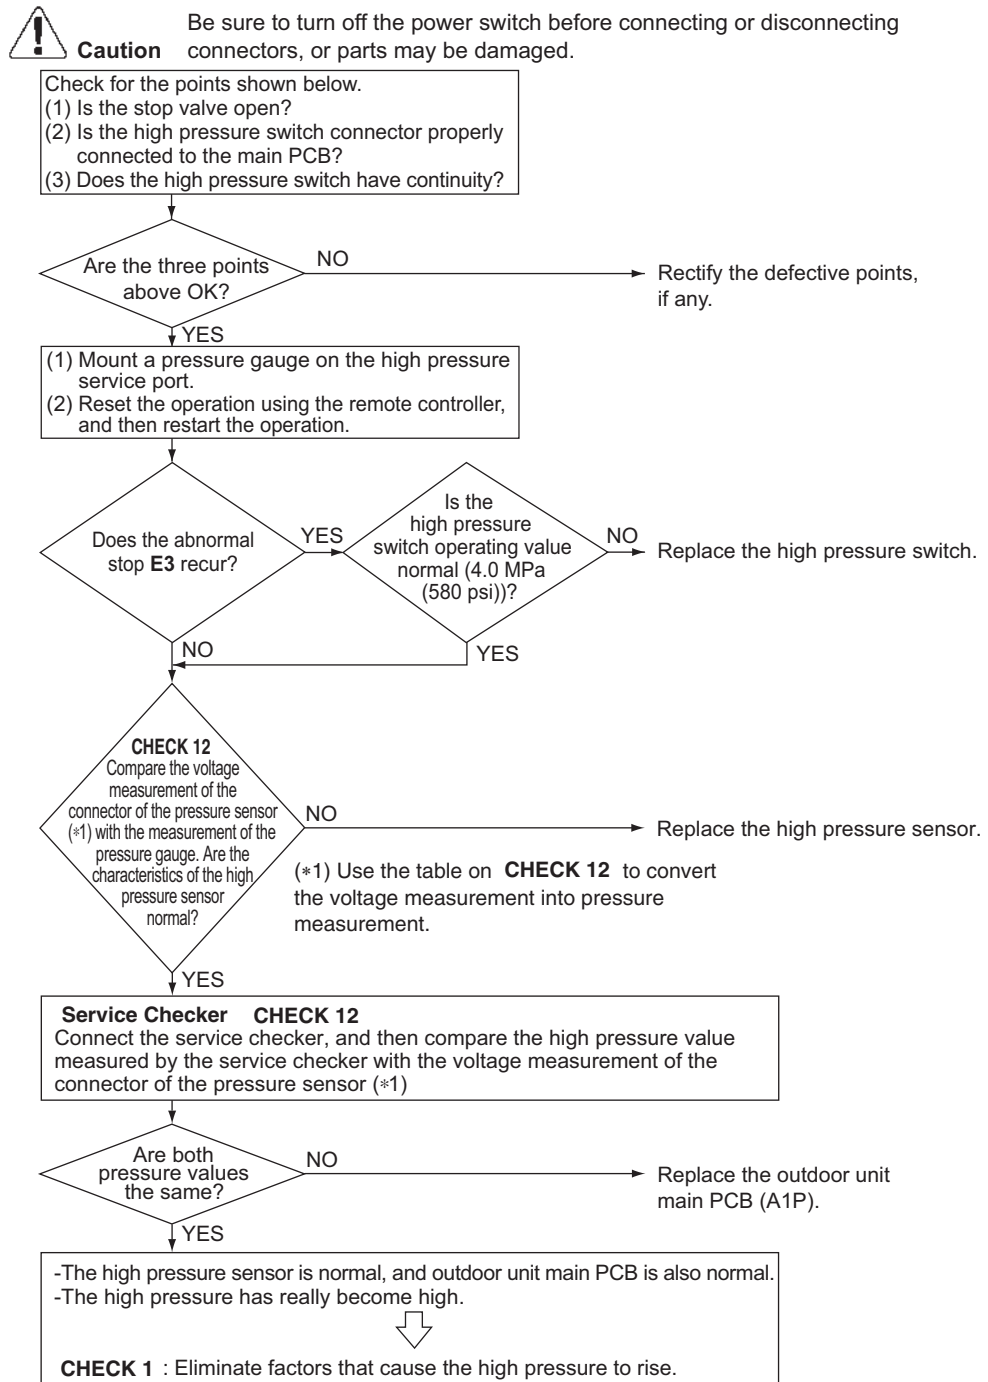 Be sure to turn off the power switch before connecting or disconnecting
Caution connectors, or parts may be damaged.
Check for the points shown below.
(1) Is the stop valve open?
(2) Is the high pressure switch connector properly
connected to the main PCB?
(3) Does the high pressure switch have continuity?
Are the three points
above OK?
NO
Rectify the defective points,
if any.
YES
(1) Mount a pressure gauge on the high pressure
service port.
(2) Reset the operation using the remote controller,
and then restart the operation.
Does the abnormal
stop E3 recur?
YES
Is the
high pressure
switch operating value
normal (4.0 MPa
(580 psi))?
NO
Replace the high pressure switch.
NO
YES
CHECK 12
Compare the voltage
measurement of the
connector of the pressure sensor
(*1) with the measurement of the
pressure gauge. Are the
characteristics of the high
pressure sensor
normal?
NO
Replace the high pressure sensor.
(*1) Use the table on CHECK 12 to convert
the voltage measurement into pressure
measurement.
YES
Service Checker CHECK 12
Connect the service checker, and then compare the high pressure value
measured by the service checker with the voltage measurement of the
connector of the pressure sensor (*1)
Are both
pressure values
the same?
NO
Replace the outdoor unit
main PCB (A1P).
YES
-The high pressure sensor is normal, and outdoor unit main PCB is also normal.
-The high pressure has really become high.
CHECK 1 : Eliminate factors that cause the high pressure to rise.